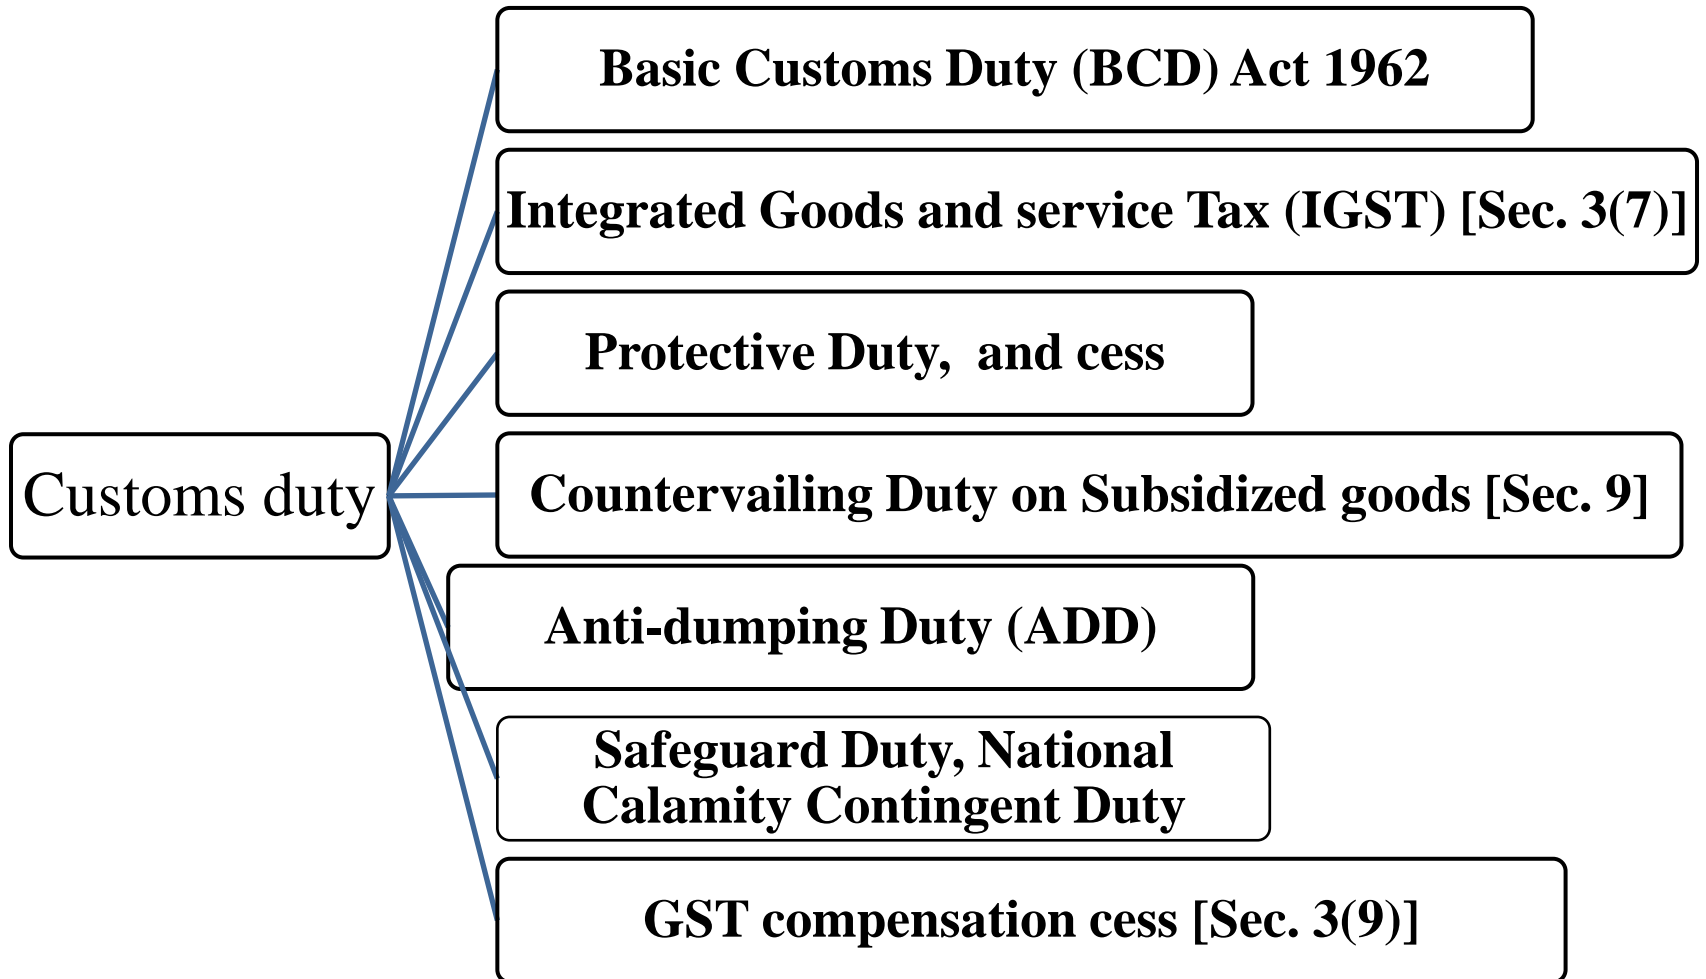 Basic Customs Duty (BCD) Act 1962
Integrated Goods and service Tax (IGST) [Sec. 3(7)]
Protective Duty,  and cess
Customs duty
Countervailing Duty on Subsidized goods [Sec. 9]
Anti-dumping Duty (ADD)
Safeguard Duty, National
Calamity Contingent Duty
GST compensation cess [Sec. 3(9)]